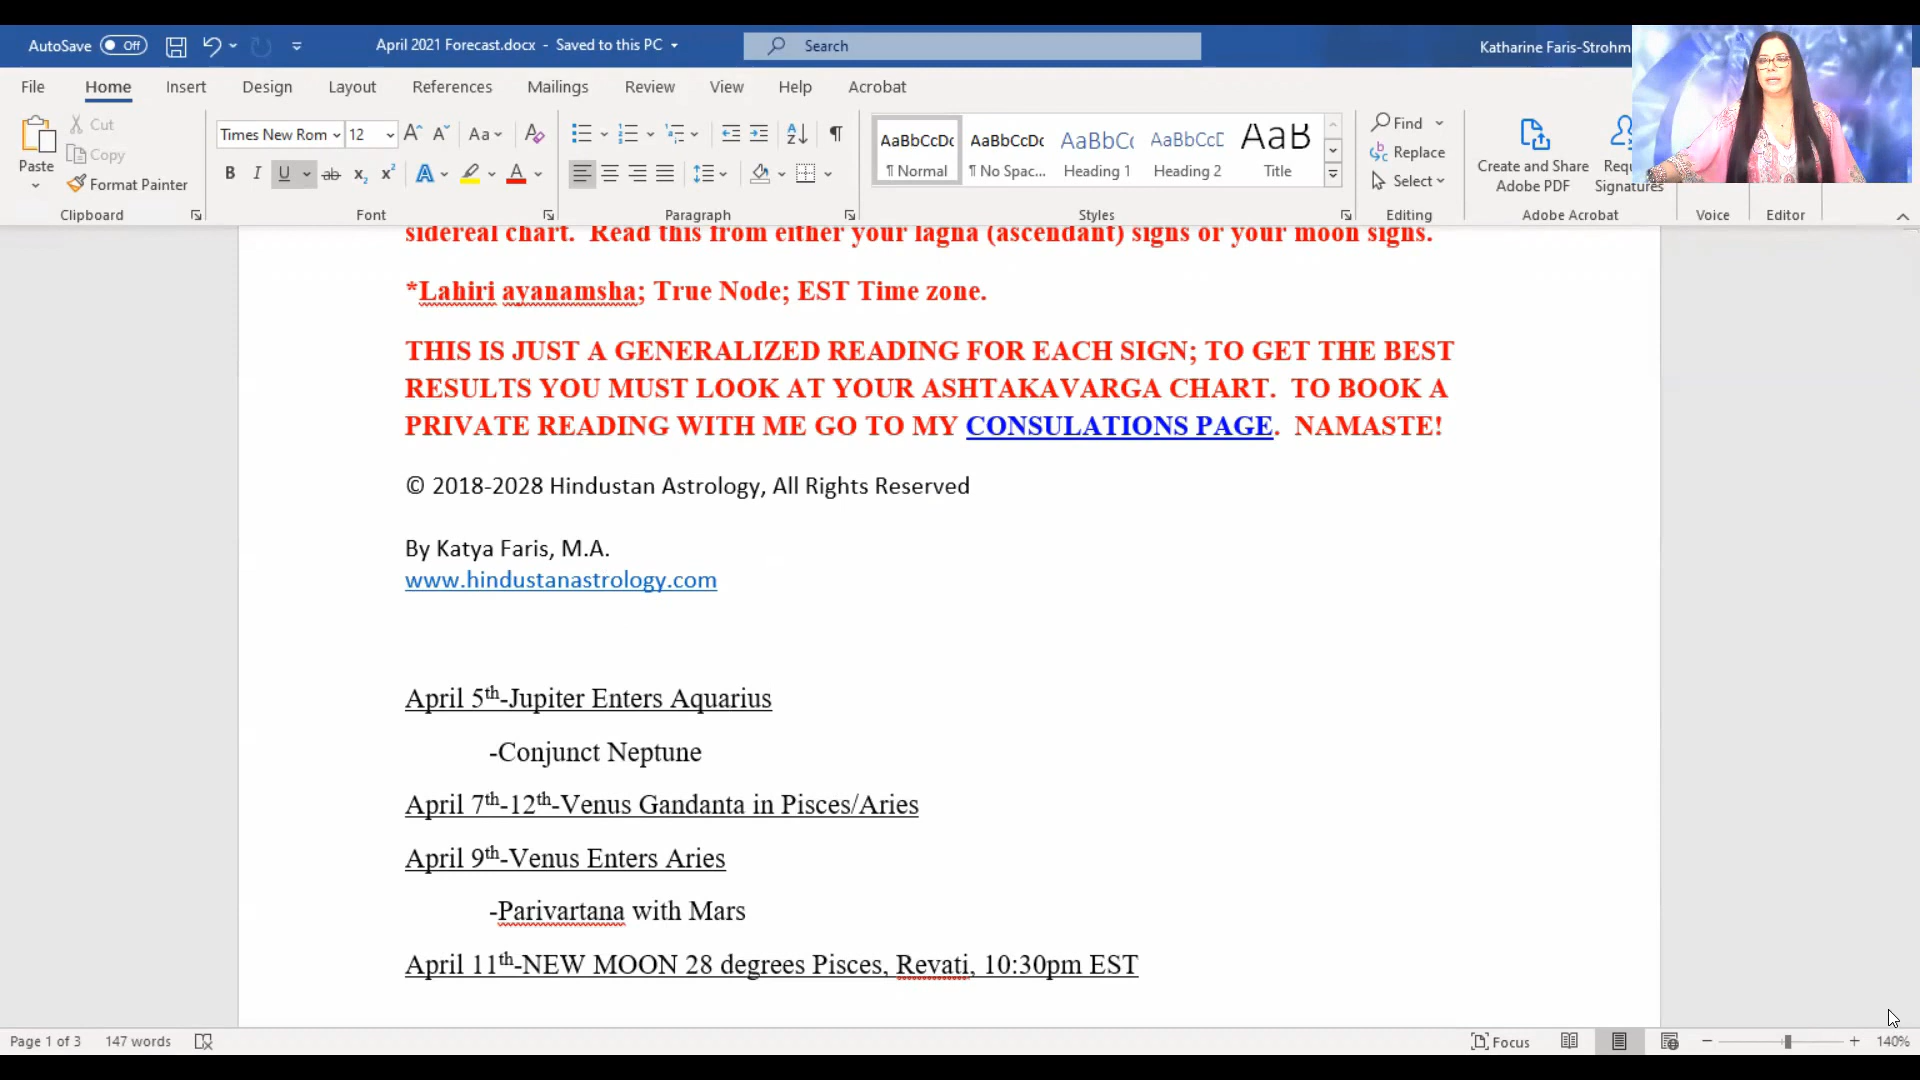 AutoSave Off April 2021 Forecast.docx - Saved to this PC Search Katharine Faris-Strohm
File Home Insert Design Layout References Mailings Review View Help Acrobat
Paste Cut Copy Format Painter
Times New Rom 12
AaBbCcDc AaBbCcDc AaBbCc AaBbCcD AaB
¶ Normal ¶ No Spac... Heading 1 Heading 2 Title
Find Replace Select
Create and Share Adobe PDF Requ Signatures
Clipboard Font Paragraph Styles Editing Adobe Acrobat Voice Editor
sidereal chart. Read this from either your lagna (ascendant) signs or your moon signs.
*Lahiri ayanamsha; True Node; EST Time zone.
THIS IS JUST A GENERALIZED READING FOR EACH SIGN; TO GET THE BEST
RESULTS YOU MUST LOOK AT YOUR ASHTAKAVARGA CHART. TO BOOK A
PRIVATE READING WITH ME GO TO MY CONSULATIONS PAGE. NAMASTE!
© 2018-2028 Hindustan Astrology, All Rights Reserved
By Katya Faris, M.A.
www.hindustanastrology.com
April 5th-Jupiter Enters Aquarius
-Conjunct Neptune
April 7th-12th-Venus Gandanta in Pisces/Aries
April 9th-Venus Enters Aries
-Parivartana with Mars
April 11th-NEW MOON 28 degrees Pisces, Revati, 10:30pm EST
Page 1 of 3 147 words Focus 140%